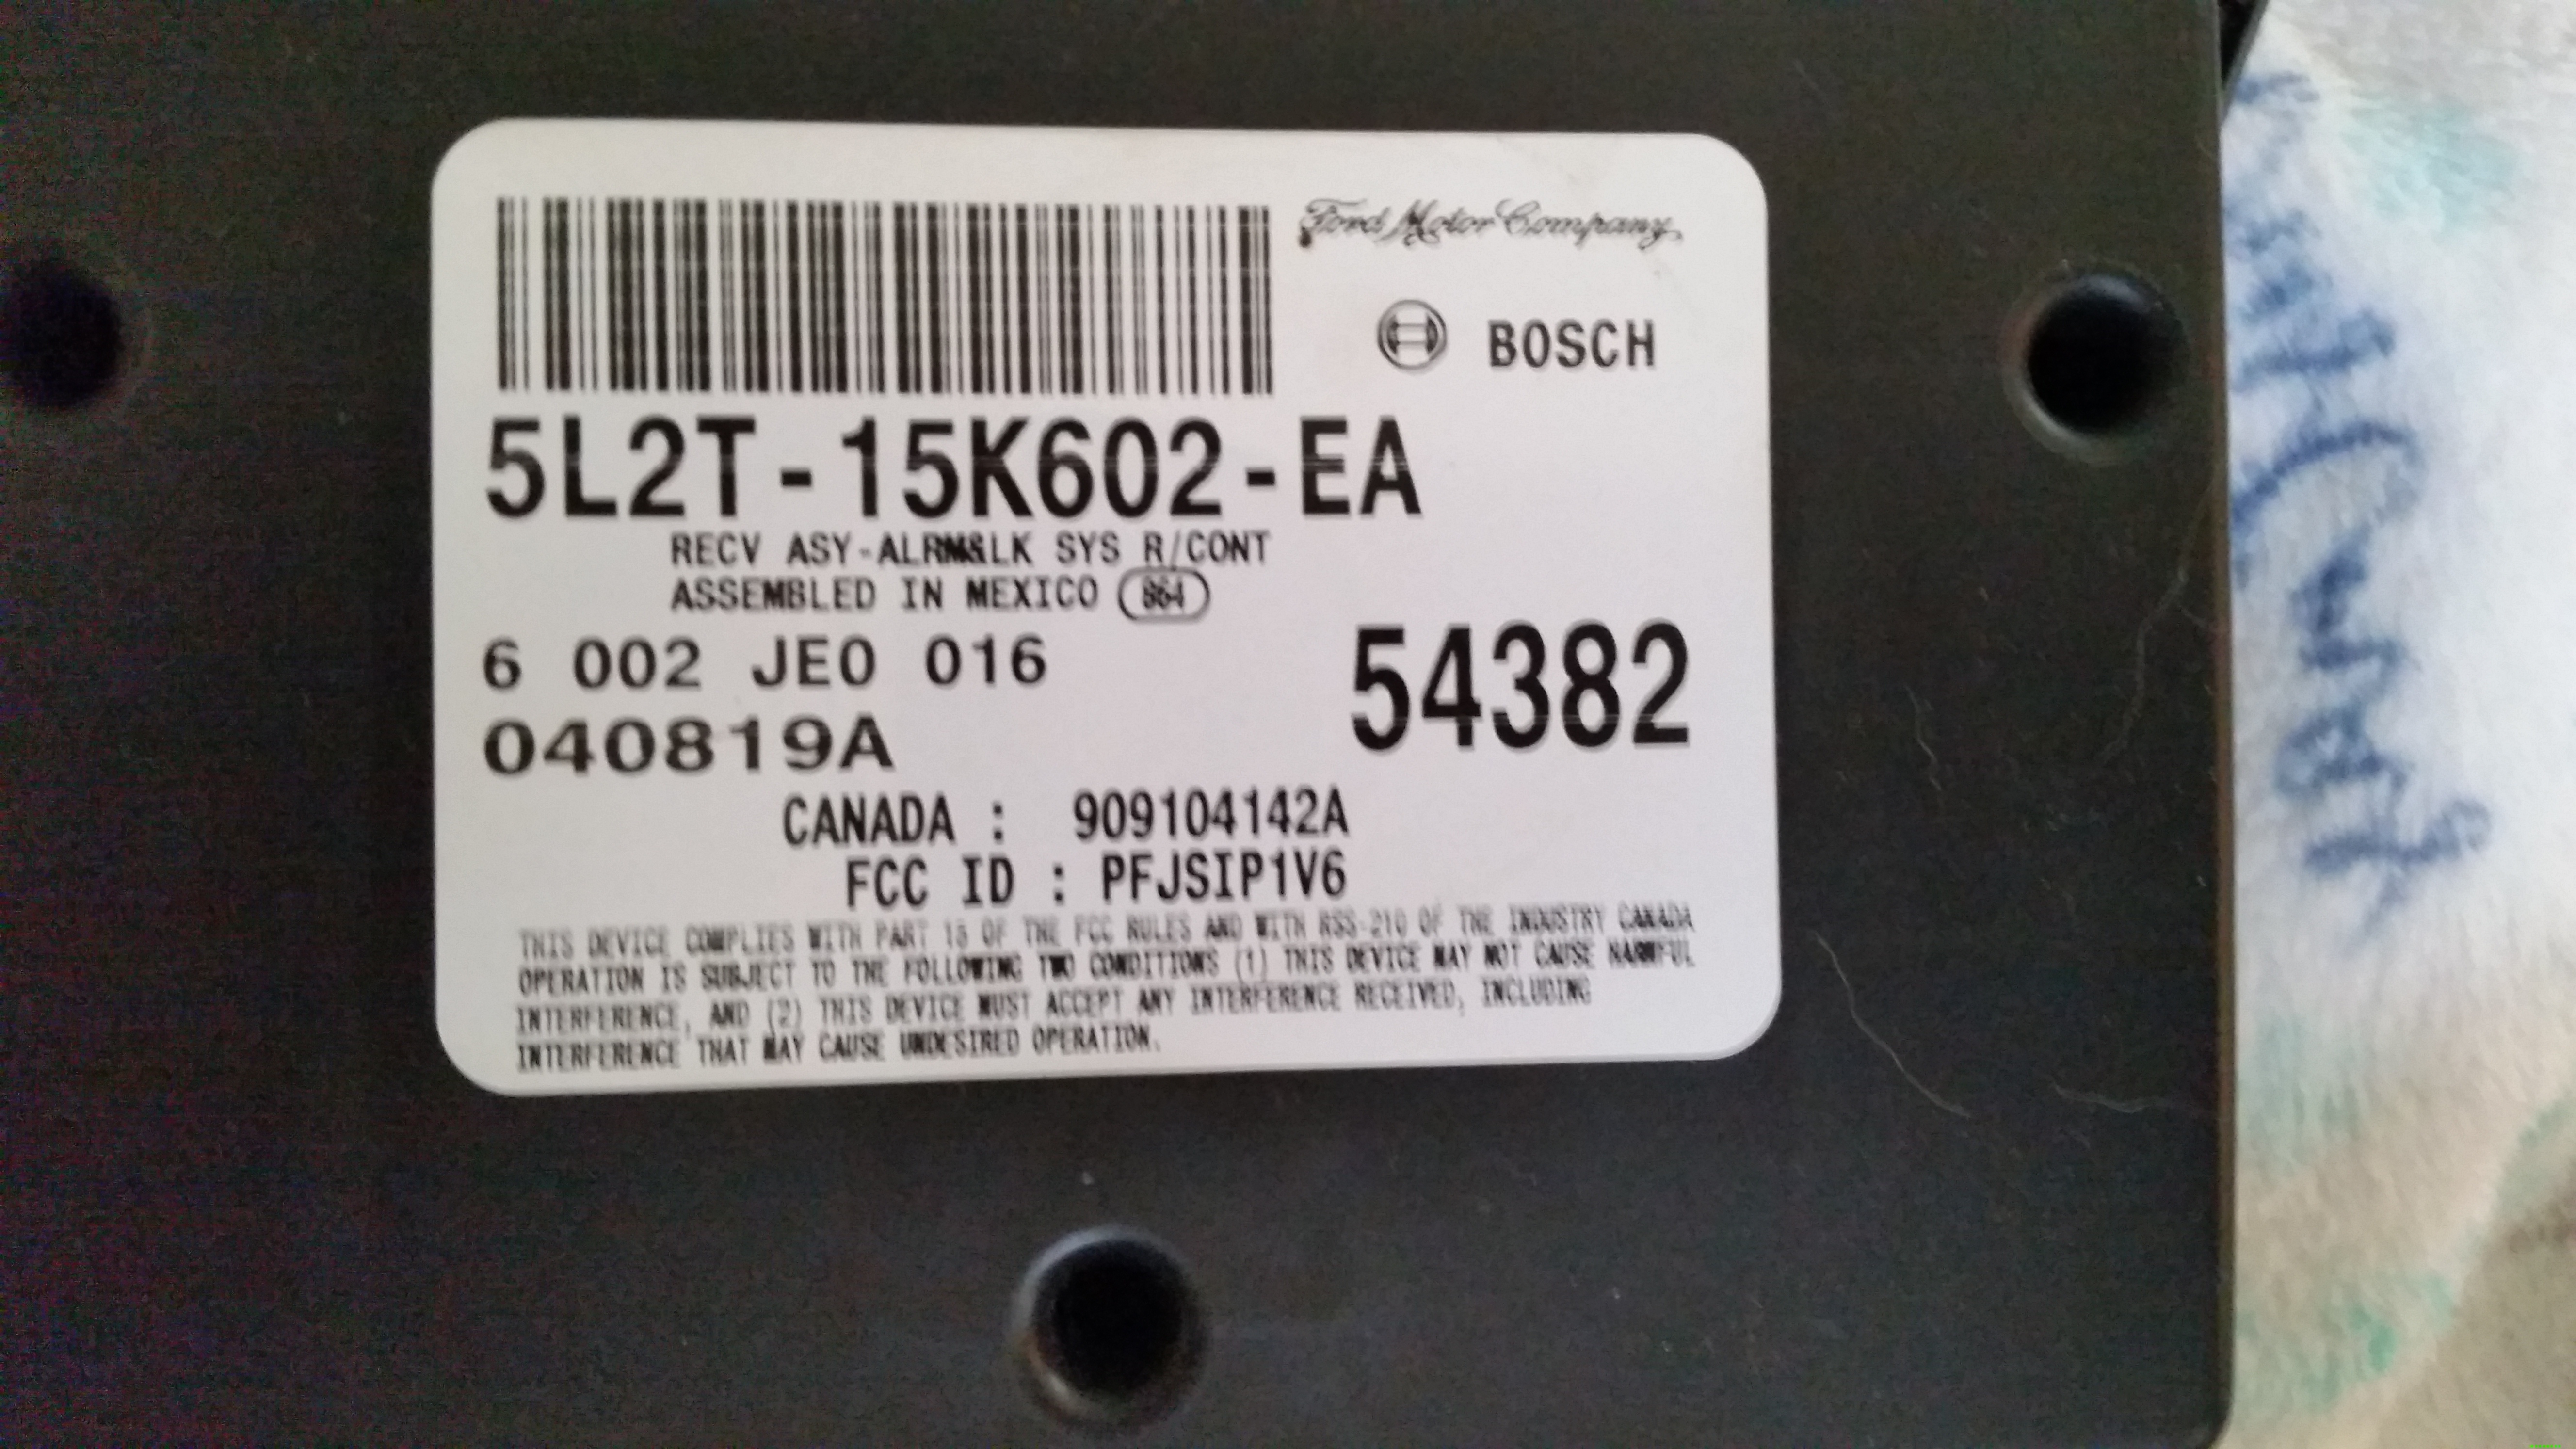 Ford Motor Company
BOSCH
5L2T-15K602-EA
RECV ASY-ALRM&LK SYS R/CONT
ASSEMBLED IN MEXICO 864
6 002 JE0 016
54382
040819A
CANADA : 909104142A
FCC ID : PFJSIP1V6
THIS DEVICE COMPLIES WITH PART 15 OF THE FCC RULES AND WITH RSS-210 OF THE INDUSTRY CANADA
OPERATION IS SUBJECT TO THE FOLLOWING TWO CONDITIONS (1) THIS DEVICE MAY NOT CAUSE HARMFUL
INTERFERENCE, AND (2) THIS DEVICE MUST ACCEPT ANY INTERFERENCE RECEIVED, INCLUDING
INTERFERENCE THAT MAY CAUSE UNDESIRED OPERATION.